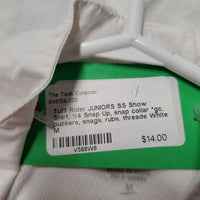 The Tack Collector
Tuff Rider JUNIORS SS Show
Shirt, 1/4 Snap Up, snap collar *gc,
puckers, snags, rubs, threads White
M
$14.00